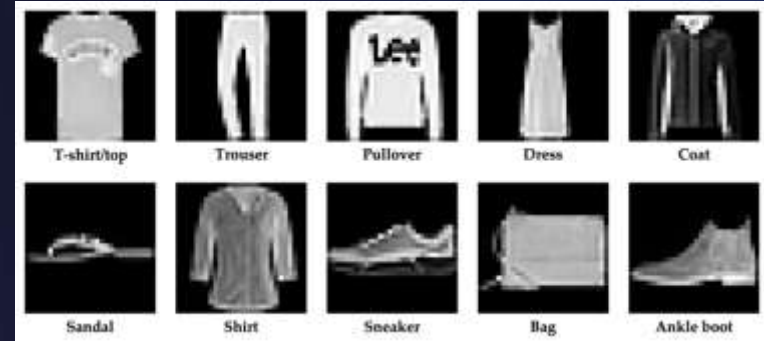 Lee
T-shirt/top Trouser Pullover Dress Coat
Sandal Shirt Sneaker Bag Ankle boot